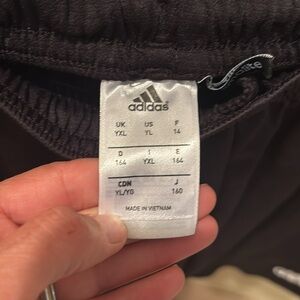 adidas
UK US F
YXL YL 14
D I E
164 YXL 164
CDN J
YL/YG 160
MADE IN VIETNAM